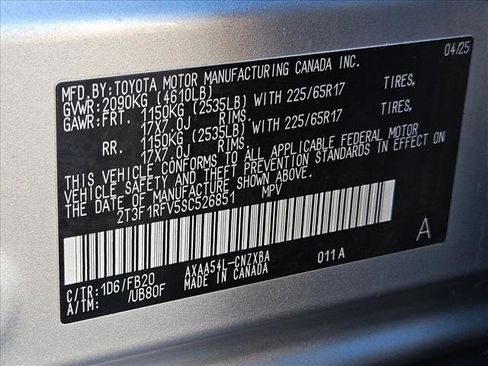 MFD.BY:TOYOTA MOTOR MANUFACTURING CANADA INC. 04/25
GVWR:2090KG (4610LB)
GAWR:FRT. 1150KG (2535LB) WITH 225/65R17 TIRES,
17X7.0J RIMS.
RR. 1150KG (2535LB) WITH 225/65R17 TIRES,
17X7.0J RIMS.
THIS VEHICLE CONFORMS TO ALL APPLICABLE FEDERAL MOTOR
VEHICLE SAFETY AND THEFT PREVENTION STANDARDS IN EFFECT ON
THE DATE OF MANUFACTURE SHOWN ABOVE.
2T3F1RFV5SC526851 MPV
A
C/TR:1D6/FB20 AXAA54L-CNZXBA 011A
A/TM: /UB80F MADE IN CANADA